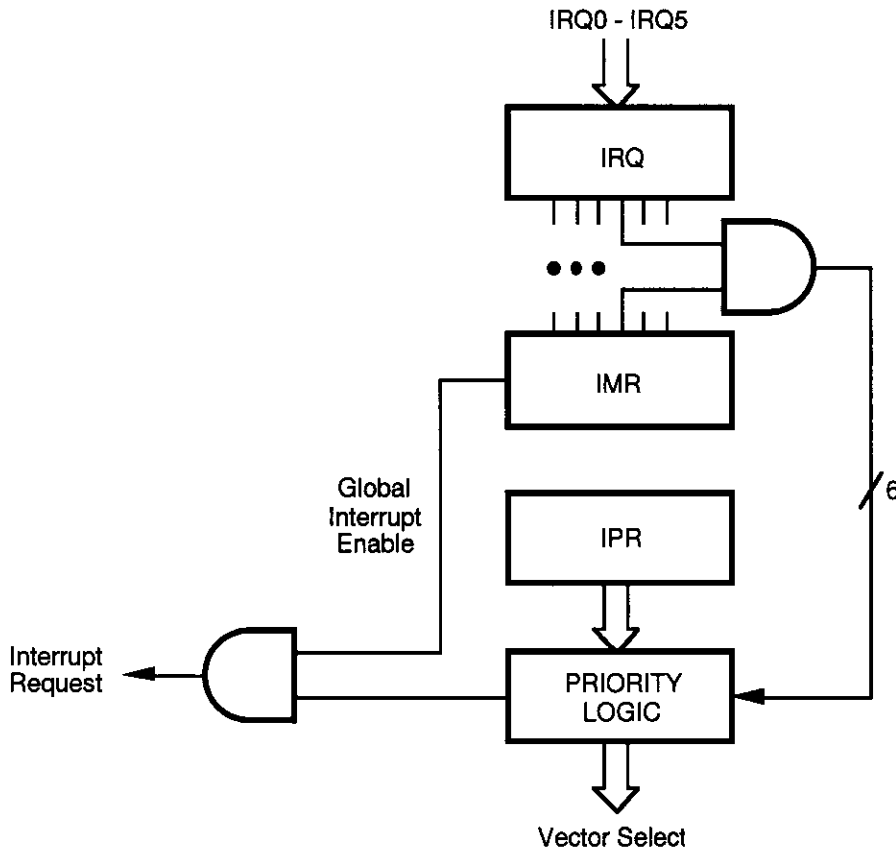 IRQ0 - IRQ5
IRQ
IMR
Global
Interrupt
Enable
6
IPR
Interrupt
Request
PRIORITY
LOGIC
Vector Select